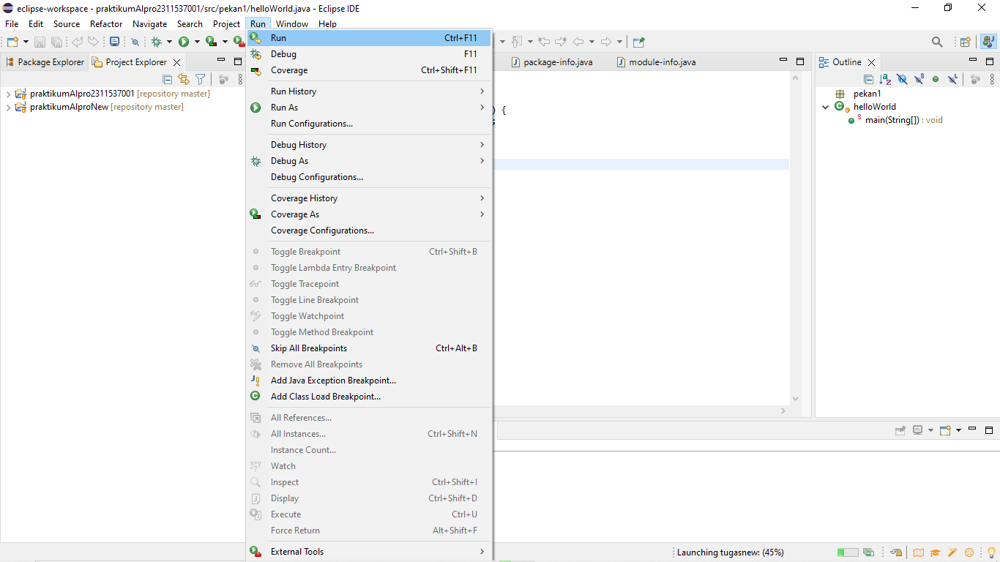 eclipse-workspace - praktikumAlpro2311537001/src/pekan1/helloWorld.java - Eclipse IDE
File Edit Source Refactor Navigate Search Project Run Window Help
Run Ctrl+F11
Debug F11
Coverage Ctrl+Shift+F11
Run History
Run As
Run Configurations...
Debug History
Debug As
Debug Configurations...
Coverage History
Coverage As
Coverage Configurations...
Toggle Breakpoint Ctrl+Shift+B
Toggle Lambda Entry Breakpoint
Toggle Tracepoint
Toggle Line Breakpoint
Toggle Watchpoint
Toggle Method Breakpoint
Skip All Breakpoints Ctrl+Alt+B
Remove All Breakpoints
Add Java Exception Breakpoint...
Add Class Load Breakpoint...
All References...
All Instances... Ctrl+Shift+N
Instance Count...
Watch
Inspect Ctrl+Shift+I
Display Ctrl+Shift+D
Execute Ctrl+U
Force Return Alt+Shift+F
External Tools
Package Explorer Project Explorer
praktikumAlpro2311537001 [repository master]
praktikumAlproNew [repository master]
package-info.java module-info.java
) {
;
Outline
pekan1
helloWorld
main(String[]) : void
Launching tugasnew: (45%)